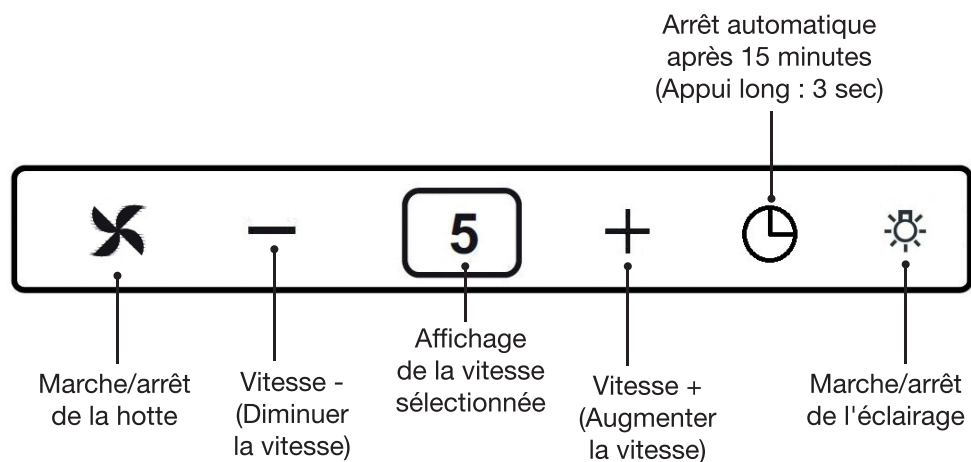 Arrêt automatique
après 15 minutes
(Appui long : 3 sec)
5
Marche/arrêt
de la hotte
Vitesse -
(Diminuer
la vitesse)
Affichage
de la vitesse
sélectionnée
Vitesse +
(Augmenter
la vitesse)
Marche/arrêt
de l'éclairage